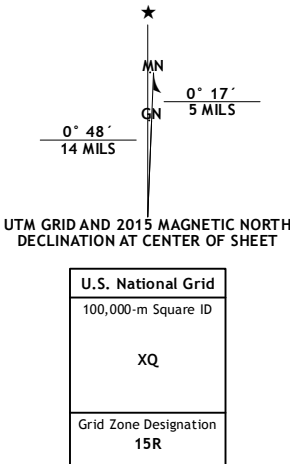 ★
MN
0° 17´
GN
5 MILS
0° 48´
14 MILS
UTM GRID AND 2015 MAGNETIC NORTH
DECLINATION AT CENTER OF SHEET
U.S. National Grid
100,000-m Square ID
XQ
Grid Zone Designation
15R